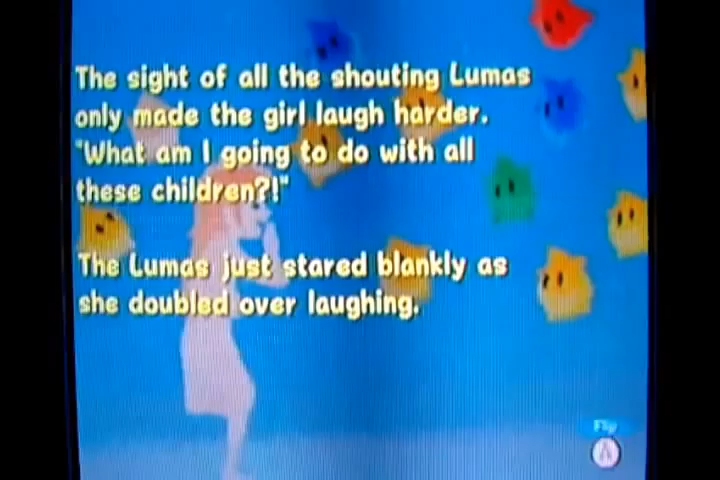 The sight of all the shouting Lumas
only made the girl laugh harder.
"What am I going to do with all
these children?!"
The Lumas just stared blankly as
she doubled over laughing.
Flip
A